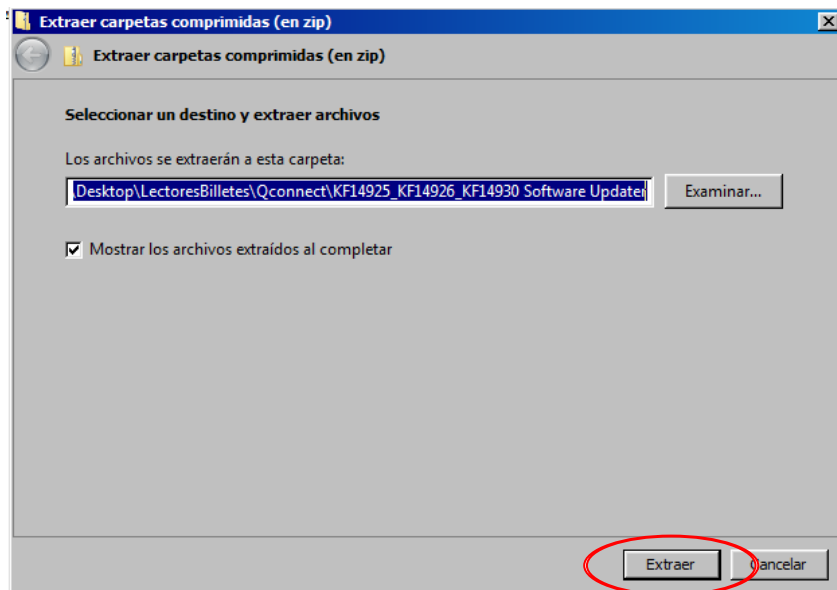 Extraer carpetas comprimidas (en zip)
Extraer carpetas comprimidas (en zip)
Seleccionar un destino y extraer archivos
Los archivos se extraerán a esta carpeta:
.Desktop\LectoresBilletes\Qconnect\KF14925_KF14926_KF14930 Software Updater
Examinar...
Mostrar los archivos extraídos al completar
Extraer
Cancelar